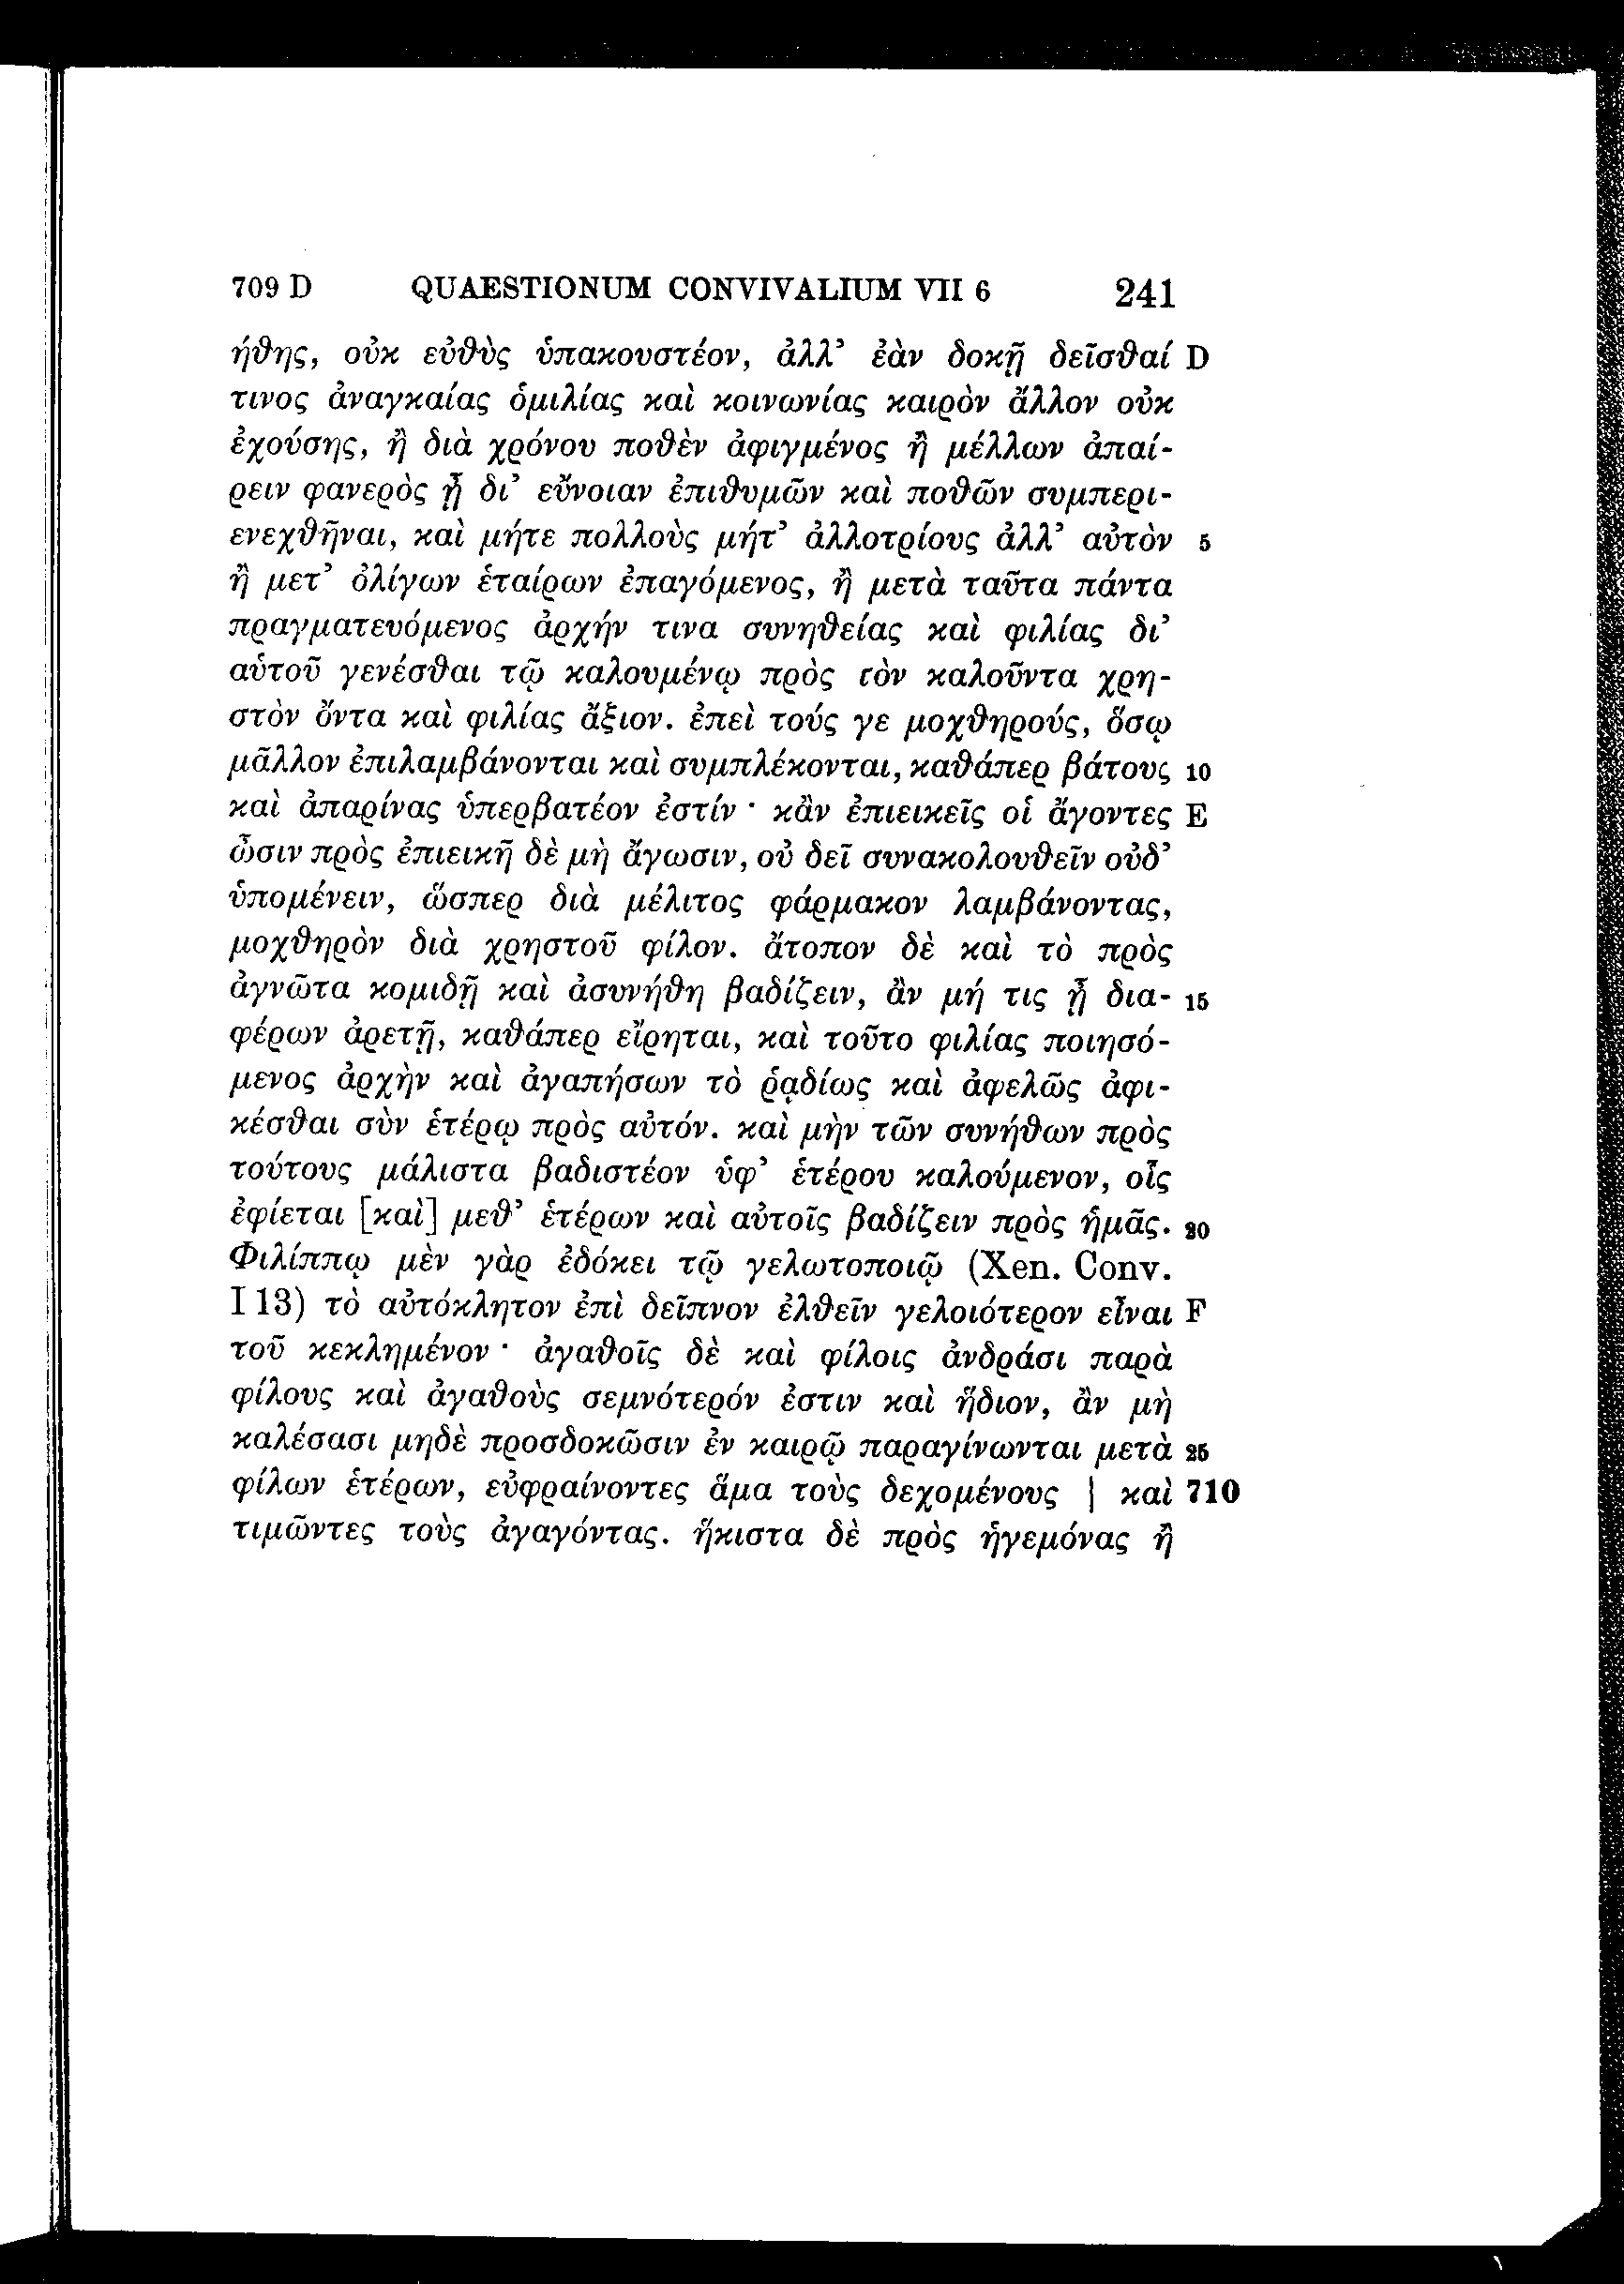 709 D QUAESTIONUM CONVIVALIUM VII 6 241
ήθης, οὐκ εὐθὺς ὑπακουστέον, ἀλλ’ ἐὰν δοκῇ δεῖσθαί D
τινος ἀναγκαίας ὁμιλίας καὶ κοινωνίας καιρὸν ἄλλον οὐκ
ἐχούσης, ἢ διὰ χρόνου ποθὲν ἀφιγμένος ἢ μέλλων ἀπαί-
ρειν φανερὸς ᾖ δι’ εὔνοιαν ἐπιθυμῶν καὶ ποθῶν συμπερι-
ενεχθῆναι, καὶ μήτε πολλοὺς μήτ’ ἀλλοτρίους ἀλλ’ αὐτὸν 5
ἢ μετ’ ὀλίγων ἑταίρων ἐπαγόμενος, ἢ μετὰ ταῦτα πάντα
πραγματευόμενος ἀρχήν τινα συνηθείας καὶ φιλίας δι’
αὑτοῦ γενέσθαι τῷ καλουμένῳ πρὸς τὸν καλοῦντα χρη-
στὸν ὄντα καὶ φιλίας ἄξιον. ἐπεὶ τούς γε μοχθηρούς, ὅσῳ
μᾶλλον ἐπιλαμβάνονται καὶ συμπλέκονται, καθάπερ βάτους 10
καὶ ἀπαρίνας ὑπερβατέον ἐστίν· κἂν ἐπιεικεῖς οἱ ἄγοντες E
ὦσιν πρὸς ἐπιεικῆ δὲ μὴ ἄγωσιν, οὐ δεῖ συνακολουθεῖν οὐδ’
ὑπομένειν, ὥσπερ διὰ μέλιτος φάρμακον λαμβάνοντας,
μοχθηρὸν διὰ χρηστοῦ φίλον. ἄτοπον δὲ καὶ τὸ πρὸς
ἀγνῶτα κομιδῇ καὶ ἀσυνήθη βαδίζειν, ἂν μή τις ᾖ δια- 15
φέρων ἀρετῇ, καθάπερ εἴρηται, καὶ τοῦτο φιλίας ποιησό-
μενος ἀρχὴν καὶ ἀγαπήσων τὸ ῥᾳδίως καὶ ἀφελῶς ἀφι-
κέσθαι σὺν ἑτέρῳ πρὸς αὐτόν. καὶ μὴν τῶν συνήθων πρὸς
τούτους μάλιστα βαδιστέον ὑφ’ ἑτέρου καλούμενον, οἷς
ἐφίεται [καὶ] μεθ’ ἑτέρων καὶ αὐτοῖς βαδίζειν πρὸς ἡμᾶς. 20
Φιλίππῳ μὲν γὰρ ἐδόκει τῷ γελωτοποιῷ (Xen. Conv.
I 13) τὸ αὐτόκλητον ἐπὶ δεῖπνον ἐλθεῖν γελοιότερον εἶναι F
τοῦ κεκλημένον· ἀγαθοῖς δὲ καὶ φίλοις ἀνδράσι παρὰ
φίλους καὶ ἀγαθοὺς σεμνότερόν ἐστιν καὶ ἥδιον, ἂν μὴ
καλέσασι μηδὲ προσδοκῶσιν ἐν καιρῷ παραγίνωνται μετὰ 25
φίλων ἑτέρων, εὐφραίνοντες ἅμα τοὺς δεχομένους | καὶ 710
τιμῶντες τοὺς ἀγαγόντας. ἥκιστα δὲ πρὸς ἡγεμόνας ἢ